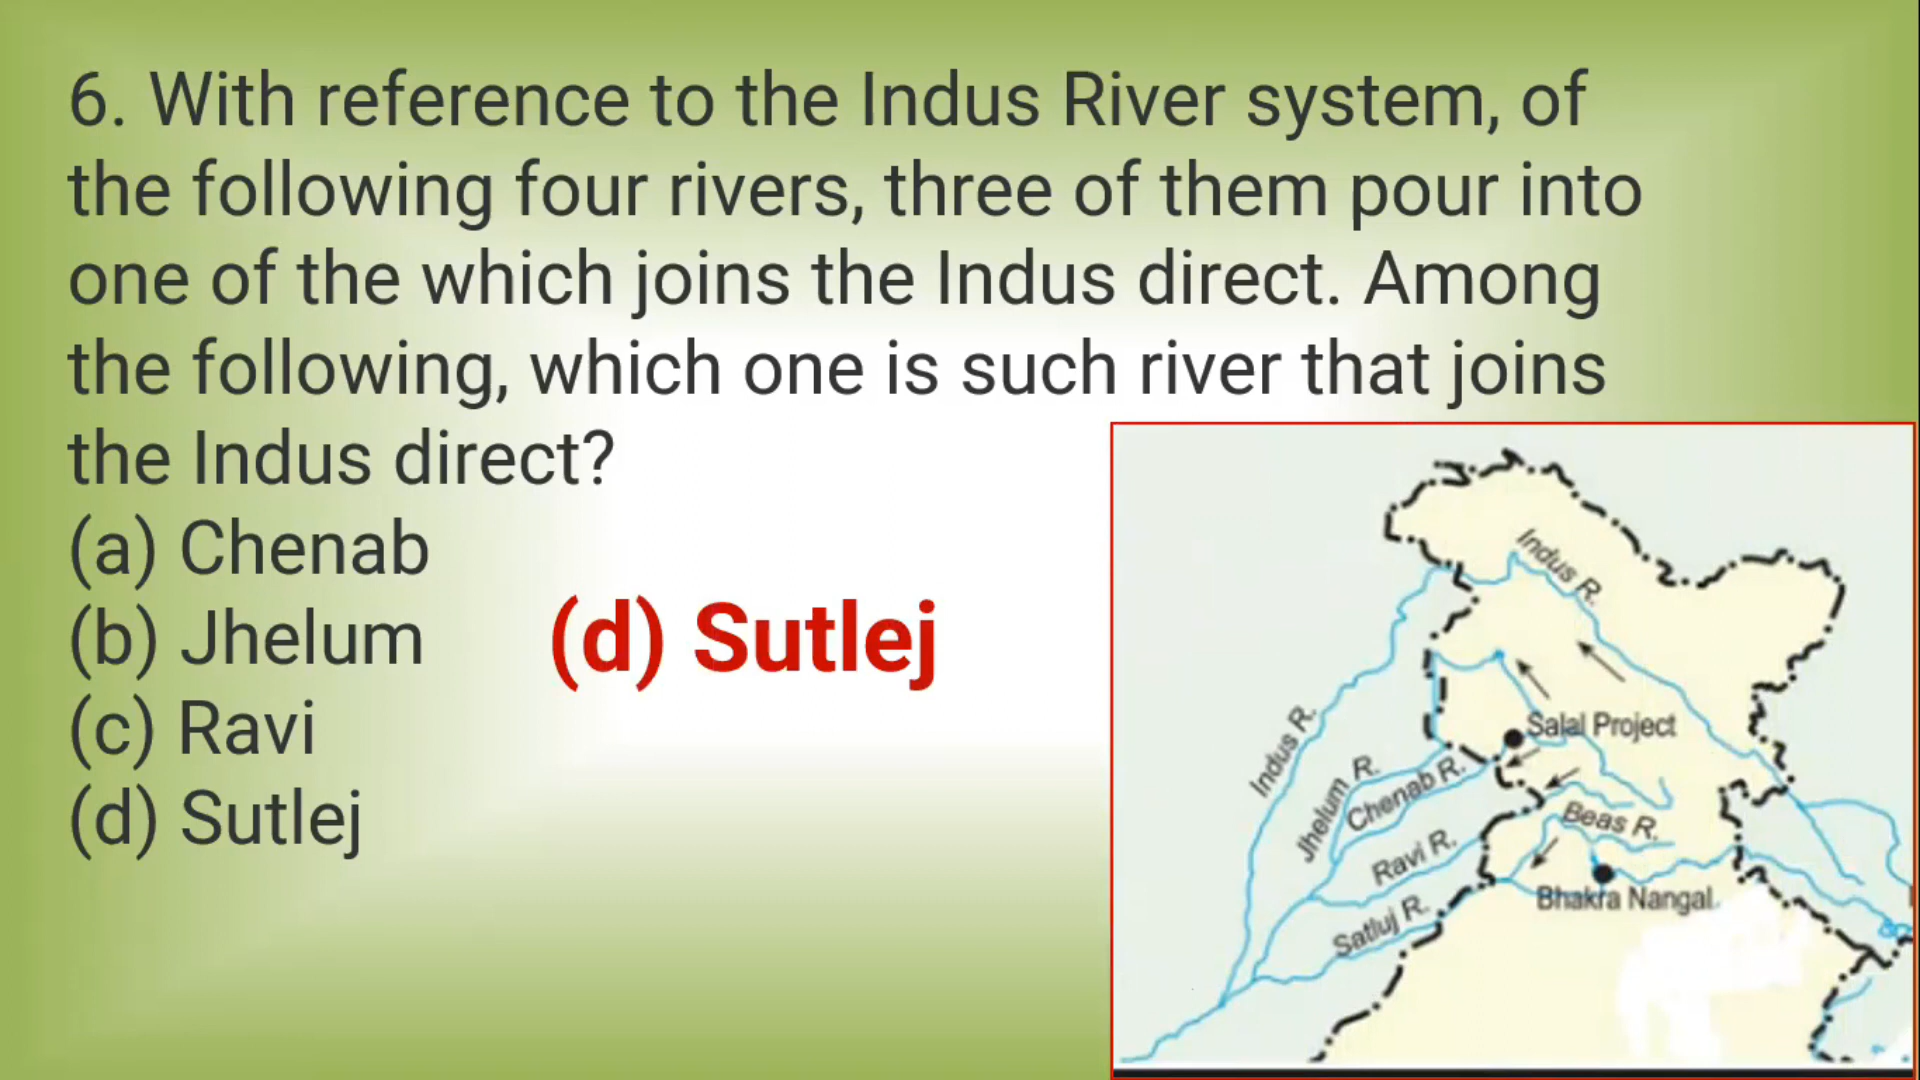 6. With reference to the Indus River system, of
the following four rivers, three of them pour into
one of the which joins the Indus direct. Among
the following, which one is such river that joins
the Indus direct?
(a) Chenab
(b) Jhelum
(c) Ravi
(d) Sutlej
(d) Sutlej
Indus R.
Salal Project
Indus R.
Jhelum R.
Chenab R.
Beas R.
Ravi R.
Bhakra Nangal
Satluj R.